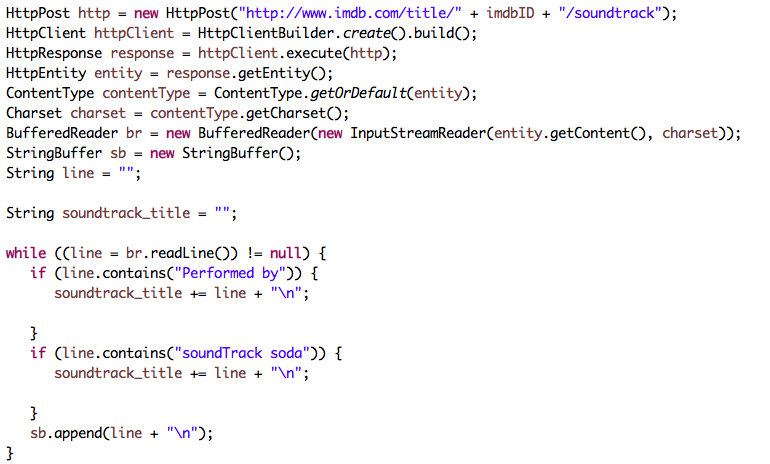 HttpPost http = new HttpPost("http://www.imdb.com/title/" + imdbID + "/soundtrack");
HttpClient httpClient = HttpClientBuilder.create().build();
HttpResponse response = httpClient.execute(http);
HttpEntity entity = response.getEntity();
ContentType contentType = ContentType.getOrDefault(entity);
Charset charset = contentType.getCharset();
BufferedReader br = new BufferedReader(new InputStreamReader(entity.getContent(), charset));
StringBuffer sb = new StringBuffer();
String line = "";

String soundtrack_title = "";

while ((line = br.readLine()) != null) {
   if (line.contains("Performed by")) {
      soundtrack_title += line + "\n";

   }
   if (line.contains("soundTrack soda")) {
      soundtrack_title += line + "\n";

   }
   sb.append(line + "\n");
}